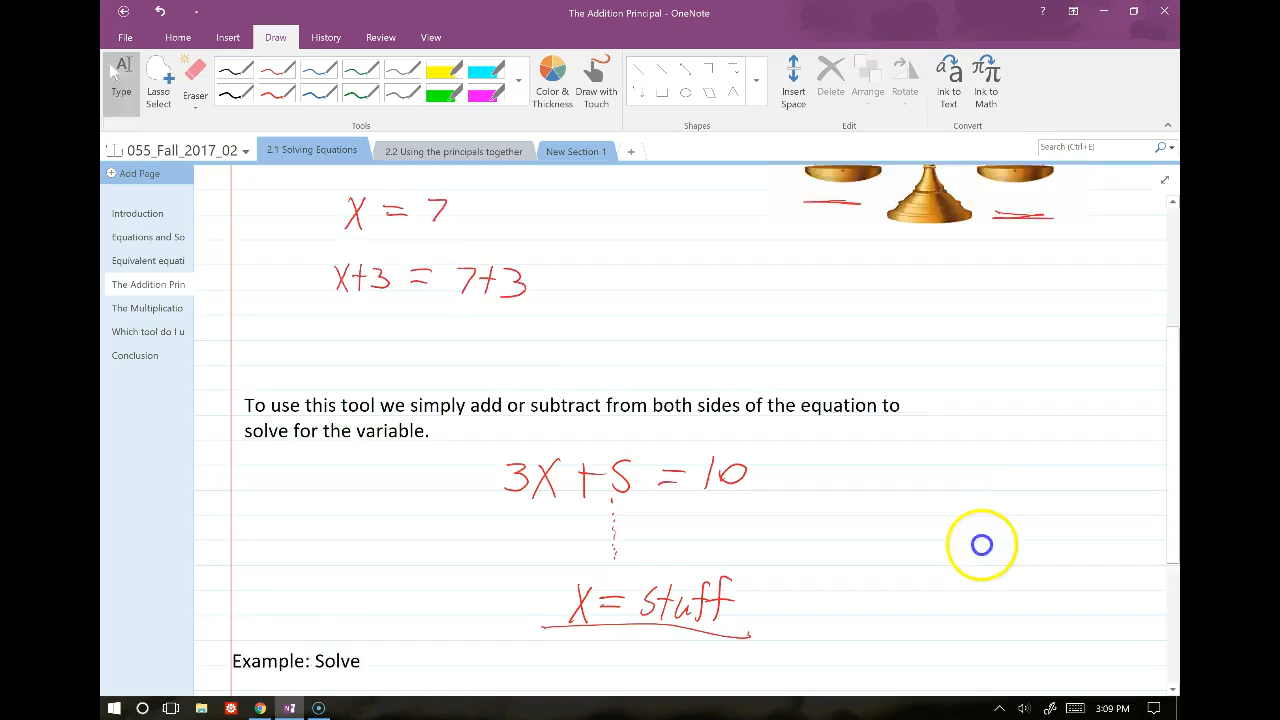 The Addition Principal - OneNote
?
File Home Insert Draw History Review View
Type
Lasso
Select
Eraser
Color &
Thickness
Draw with
Touch
Insert
Space
Delete
Arrange
Rotate
Ink to
Text
Ink to
Math
Tools
Shapes
Edit
Convert
055_Fall_2017_02
2.1 Solving Equations
2.2 Using the principals together
New Section 1
Search (Ctrl+E)
Add Page
Introduction
Equations and So
Equivalent equati
The Addition Prin
The Multiplicatio
Which tool do I u
Conclusion
x = 7
x+3 = 7+3
To use this tool we simply add or subtract from both sides of the equation to
solve for the variable.
3x + 5 = 10
x = stuff
Example: Solve
3:09 PM